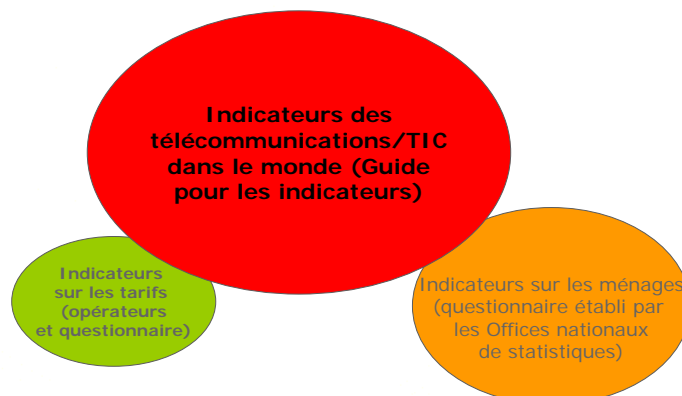 Indicateurs des
télécommunications/TIC
dans le monde (Guide
pour les indicateurs)
Indicateurs
sur les tarifs
(opérateurs
et questionnaire)
Indicateurs sur les ménages
(questionnaire établi par
les Offices nationaux
de statistiques)